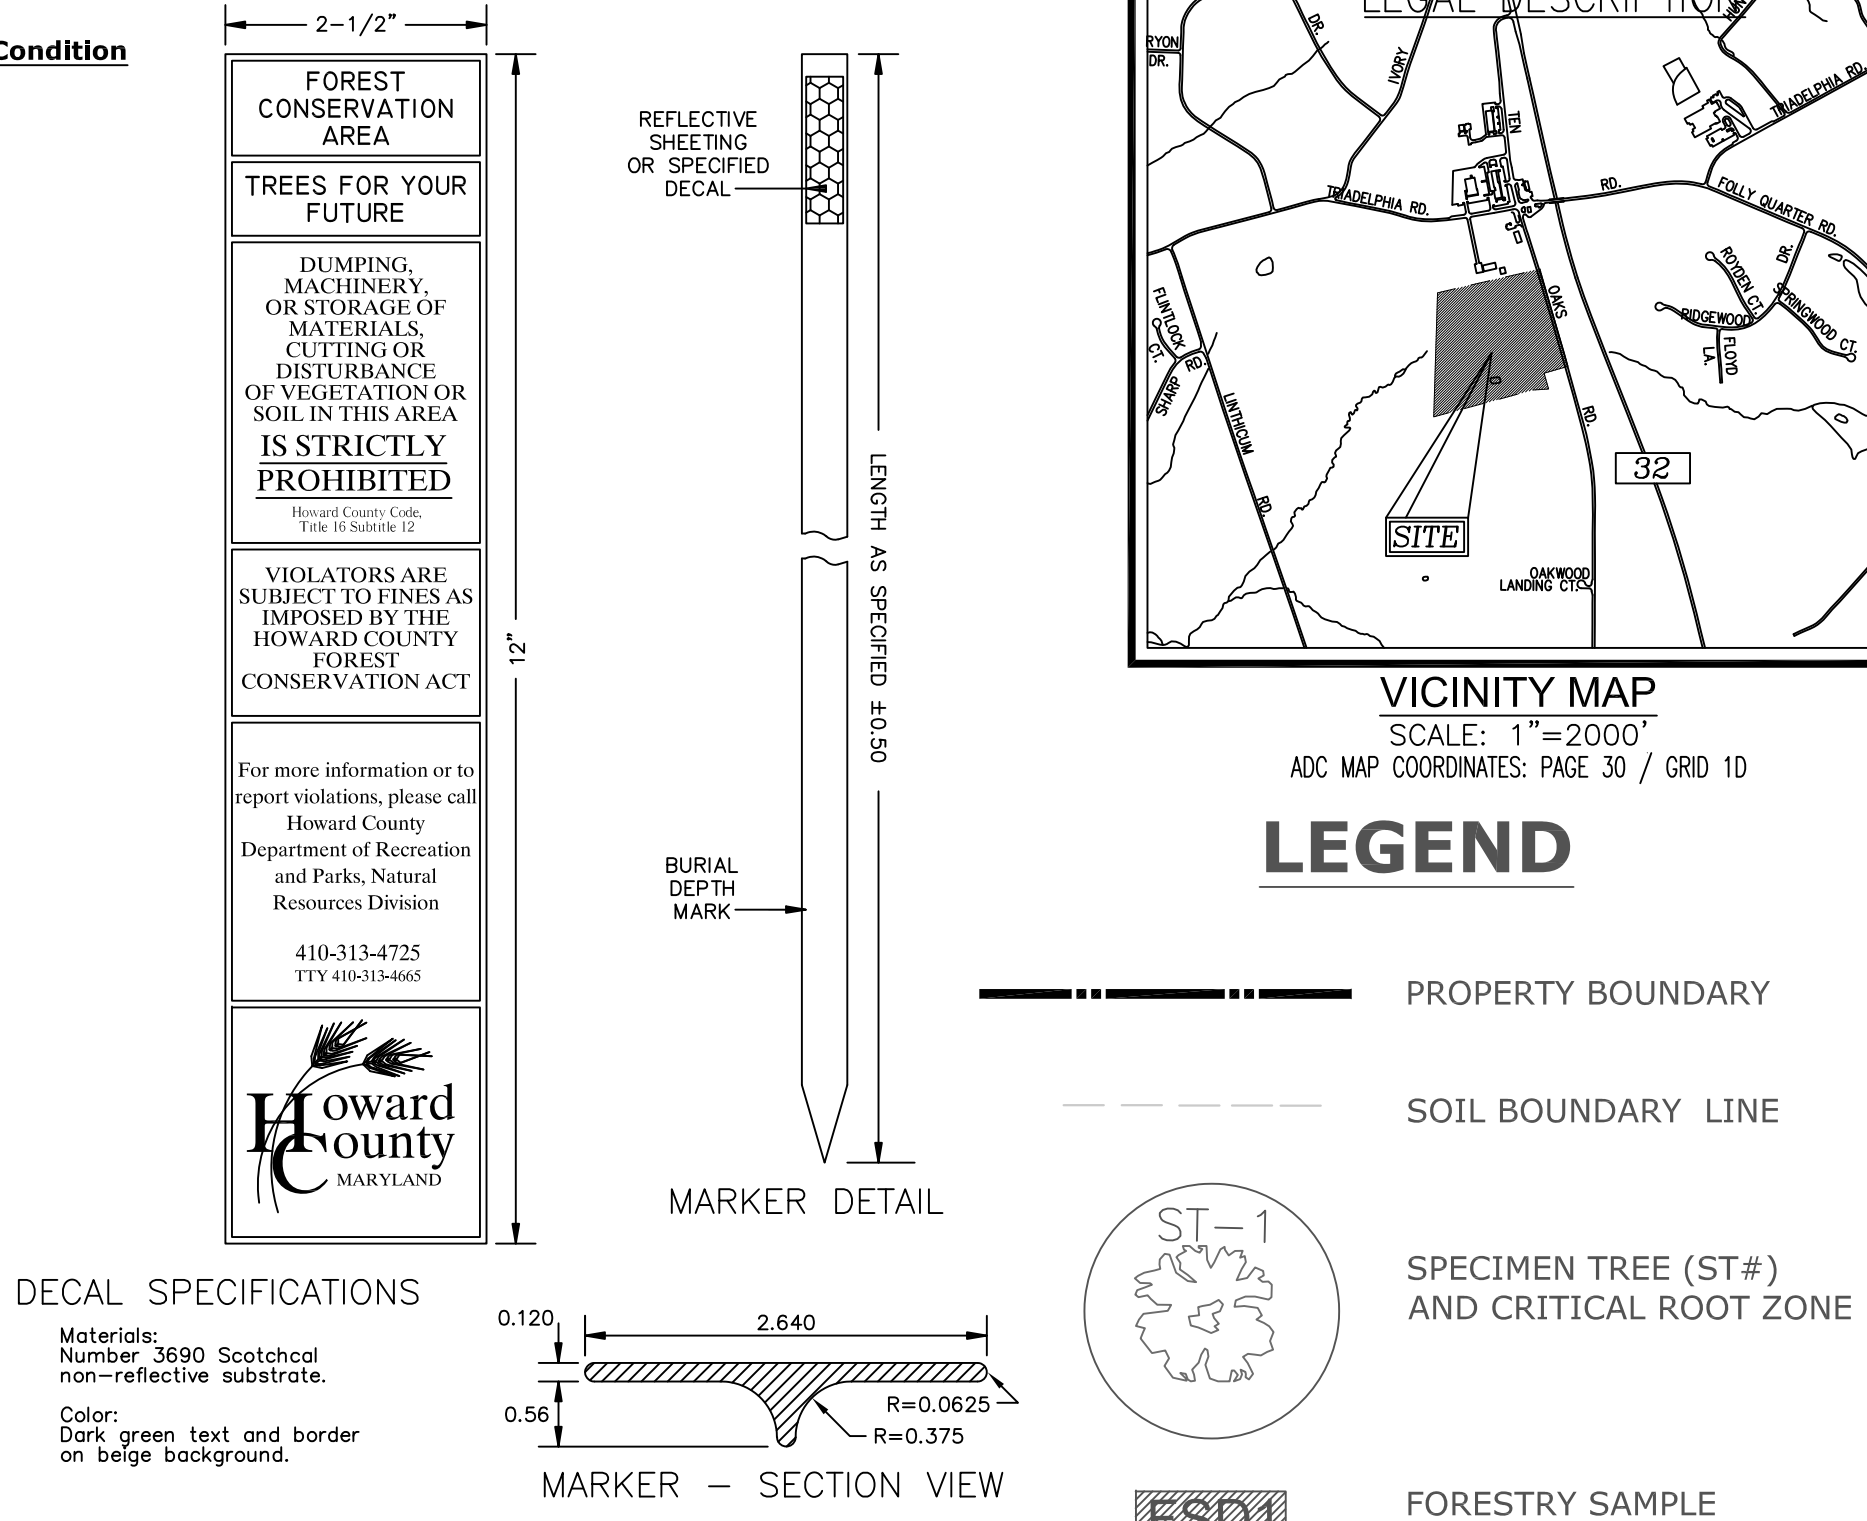 Condition
2-1/2"
FOREST
CONSERVATION
AREA
TREES FOR YOUR
FUTURE
DUMPING,
MACHINERY,
OR STORAGE OF
MATERIALS,
CUTTING OR
DISTURBANCE
OF VEGETATION OR
SOIL IN THIS AREA
IS STRICTLY
PROHIBITED
Howard County Code,
Title 16 Subtitle 12
VIOLATORS ARE
SUBJECT TO FINES AS
IMPOSED BY THE
HOWARD COUNTY
FOREST
CONSERVATION ACT
For more information or to
report violations, please call
Howard County
Department of Recreation
and Parks, Natural
Resources Division
410-313-4725
TTY 410-313-4665
Howard
County
MARYLAND
12"
DECAL SPECIFICATIONS
Materials:
Number 3690 Scotchcal
non-reflective substrate.
Color:
Dark green text and border
on beige background.
REFLECTIVE
SHEETING
OR SPECIFIED
DECAL
LENGTH AS SPECIFIED ±0.50
BURIAL
DEPTH
MARK
MARKER DETAIL
0.120
2.640
0.56
R=0.0625
R=0.375
MARKER - SECTION VIEW
LEGAL DESCRIPTION
RYON
DR.
DR.
IVORY
TEN
TRIADELPHIA RD.
TRIADELPHIA RD.
RD.
FOLLY QUARTER RD.
ROYDEN CT.
DR.
SPRINGWOOD CT.
RIDGEWOOD
FLOYD
LA.
FLINTLOCK
CT.
SHARP
RD.
LINTHICUM
RD.
OAKS
RD.
32
SITE
OAKWOOD
LANDING CT.
VICINITY MAP
SCALE: 1"=2000'
ADC MAP COORDINATES: PAGE 30 / GRID 1D
LEGEND
PROPERTY BOUNDARY
SOIL BOUNDARY LINE
ST-1
SPECIMEN TREE (ST#)
AND CRITICAL ROOT ZONE
FSD1
FORESTRY SAMPLE